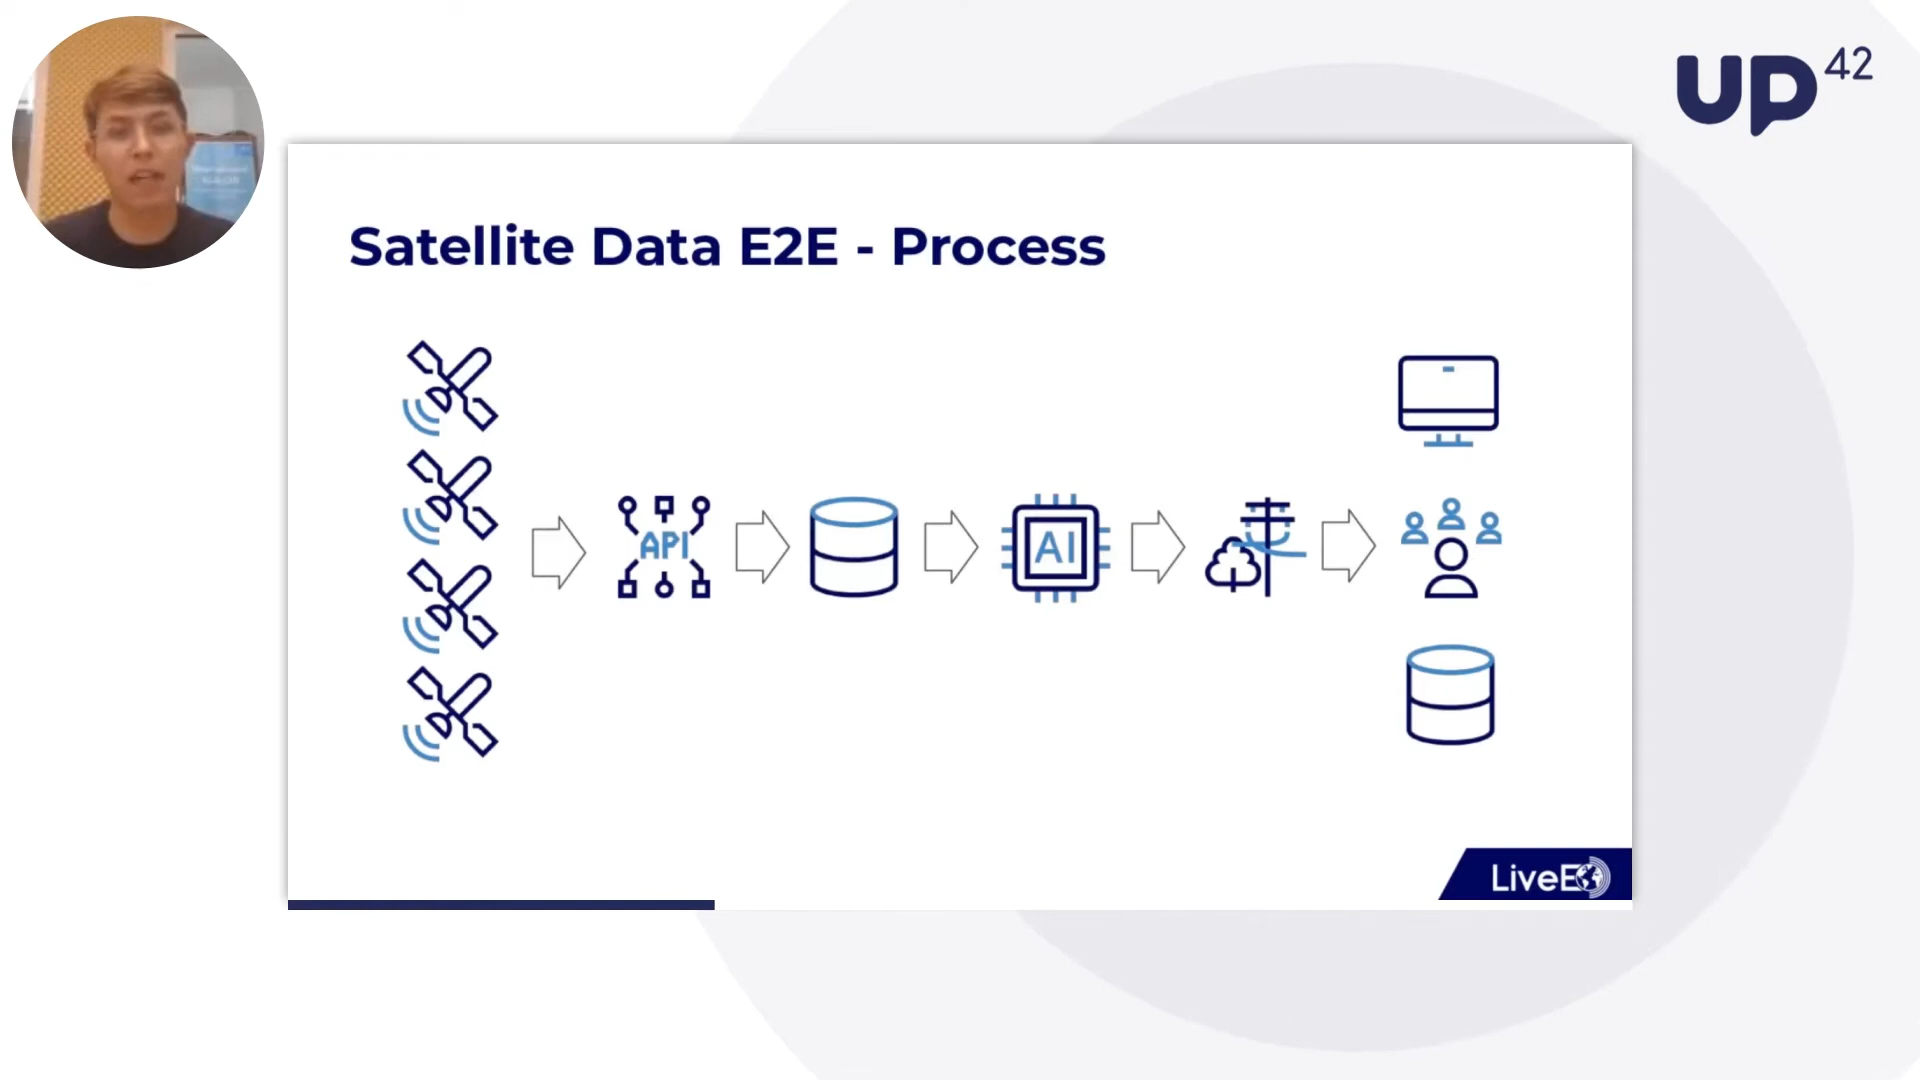 UP42
Satellite Data E2E - Process
API
AI
LiveEO